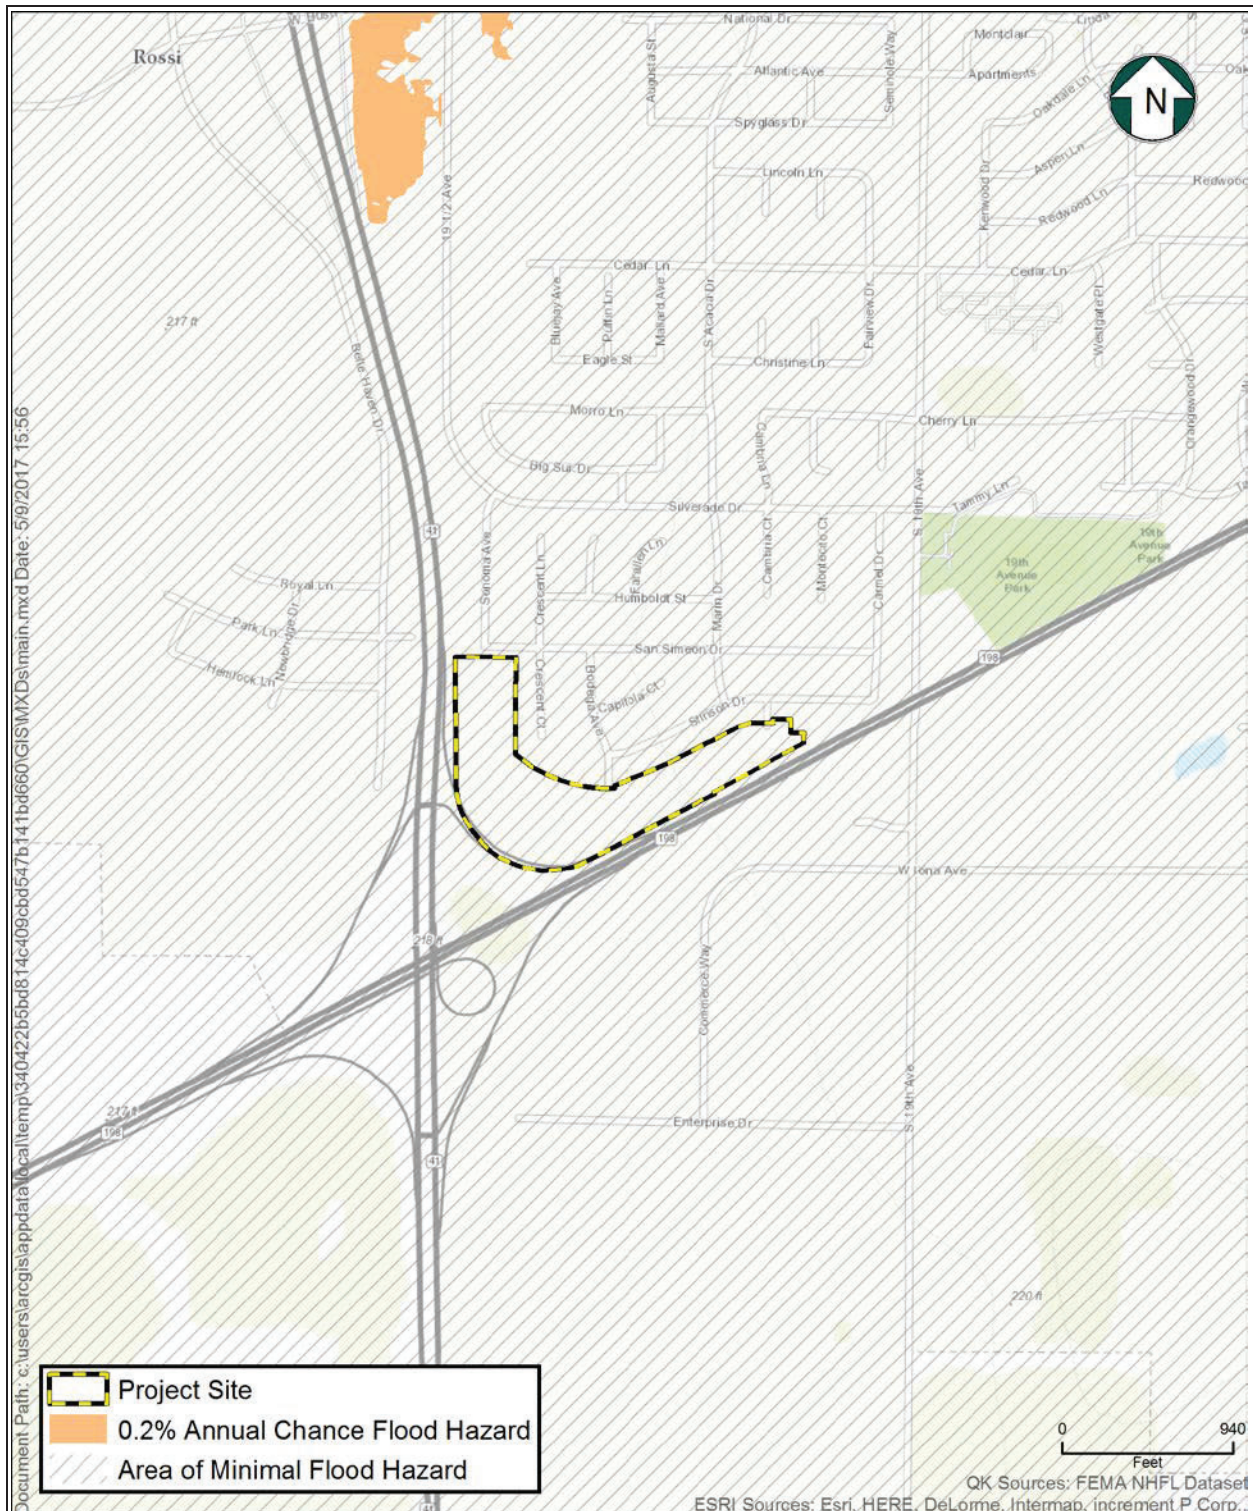 National Dr
Linda
Rossi
Montclair
Apartments
Augusta St
Atlantic Ave
Seminole Way
N
Oakdale Ln
Spyglass Dr
Aspen Ln
Lincoln Ln
Redwood
Kenwood Dr
Redwood Ln
19 1/2 Ave
Cedar Ln
Cedar Ln
Bluejay Ave
Puffin Ln
Mallard Ave
S Acacia Dr
Fairview Dr
Westgate Pl
217 ft
Belle Haven Dr
Eagle St
Christine Ln
Orangewood Dr
Morro Ln
Cherry Ln
Cambria Ln
Big Sur Dr
Silverado Dr
S 19th Ave
Tammy Ln
41
19th
Avenue
Park
19th
Avenue
Park
Sonoma Ave
Crescent Ln
Farallon Ln
Cambria Ct
Montecito Ct
Carmel Dr
Marin Dr
Royal Ln
Humboldt St
Park Ln
Newbridge Dr
San Simeon Dr
198
Hemlock Ln
Crescent Ct
Bodega Ave
Capitola Ct
Stinson Dr
198
W Iona Ave
218 ft
Commerce Way
S 19th Ave
217 ft
198
Enterprise Dr
41
220 ft
41
Project Site
0.2% Annual Chance Flood Hazard
Area of Minimal Flood Hazard
0 940
Feet
QK Sources: FEMA NHFL Dataset
ESRI Sources: Esri, HERE, DeLorme, Intermap, increment P Corp.,
Document Path: c:\users\arcgis\appdata\local\temp\340422b5bd814c409cbd547b141bd660\GIS\MXDs\main.mxd Date: 5/9/2017 15:56